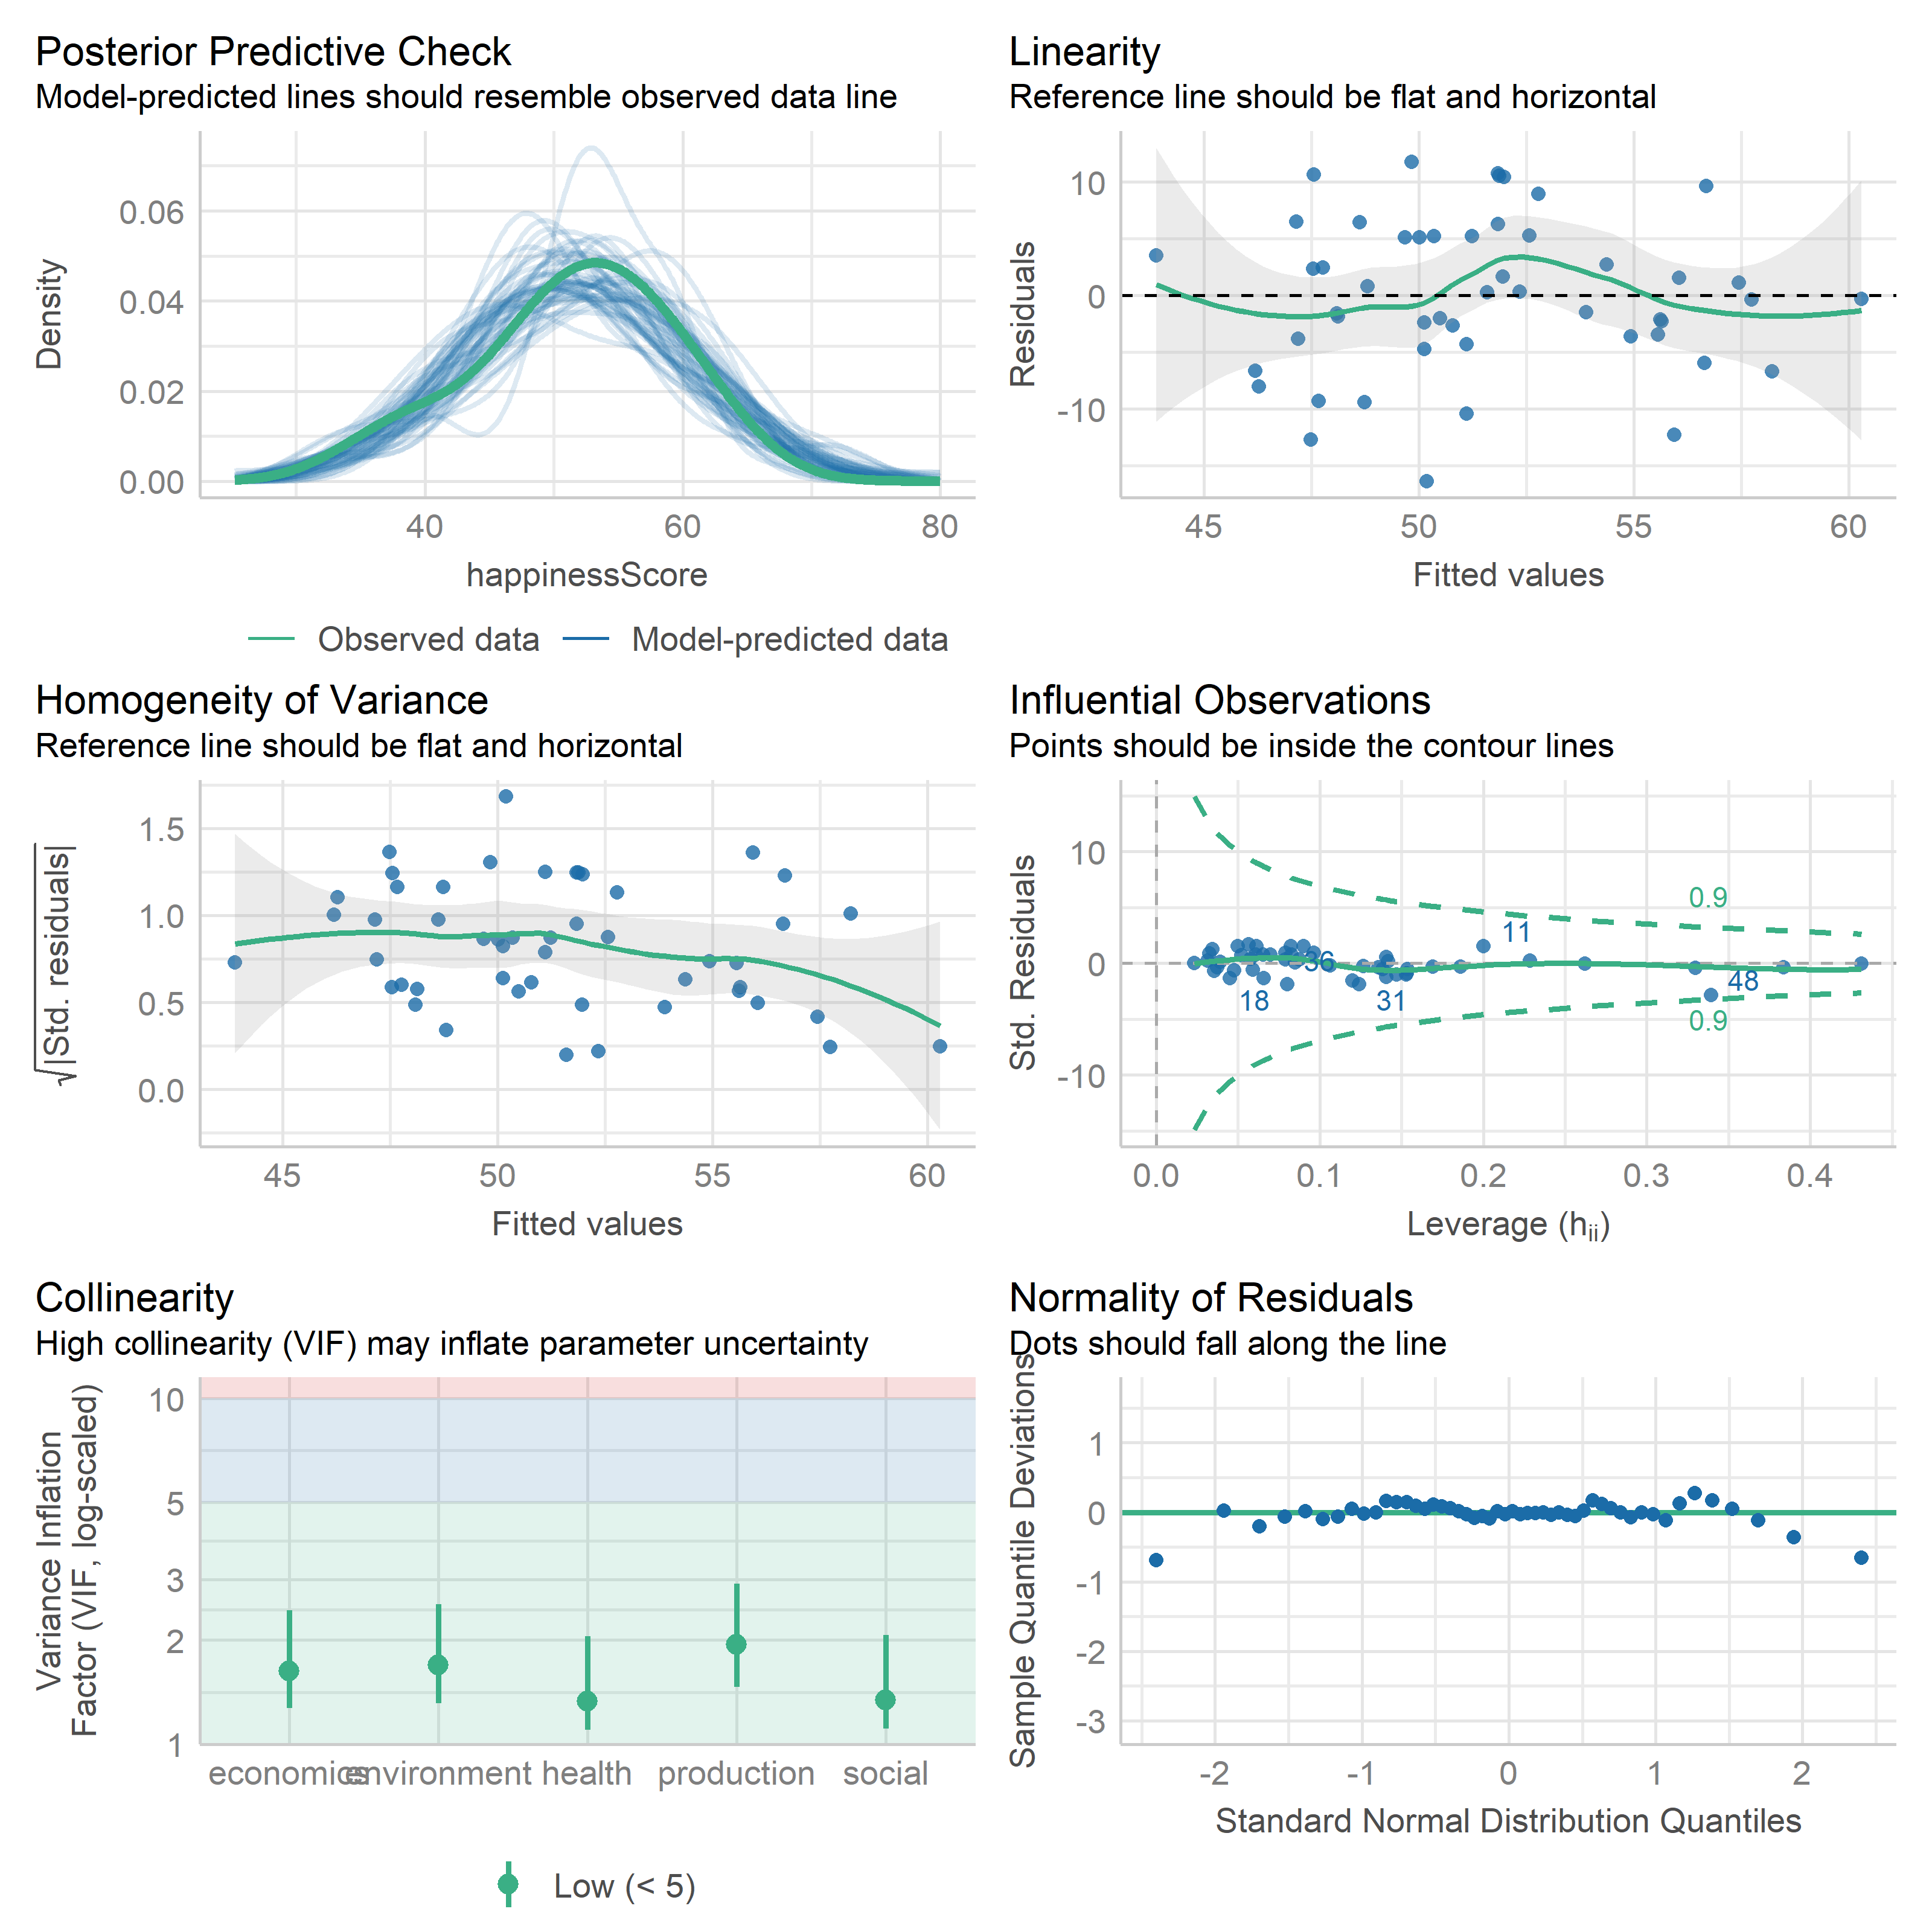 Posterior Predictive Check
Model-predicted lines should resemble observed data line
Density
0.06
0.04
0.02
0.00
40 60 80
happinessScore
Observed data Model-predicted data
Linearity
Reference line should be flat and horizontal
Residuals
10
0
-10
45 50 55 60
Fitted values
Homogeneity of Variance
Reference line should be flat and horizontal
√|Std. residuals|
1.5
1.0
0.5
0.0
45 50 55 60
Fitted values
Influential Observations
Points should be inside the contour lines
Std. Residuals
10
0
-10
0.9
11
36
48
18
31
0.9
0.0 0.1 0.2 0.3 0.4
Leverage (hii)
Collinearity
High collinearity (VIF) may inflate parameter uncertainty
Variance Inflation
Factor (VIF, log-scaled)
10
5
3
2
1
economics environment health production social
Low (< 5)
Normality of Residuals
Dots should fall along the line
Sample Quantile Deviations
1
0
-1
-2
-3
-2 -1 0 1 2
Standard Normal Distribution Quantiles